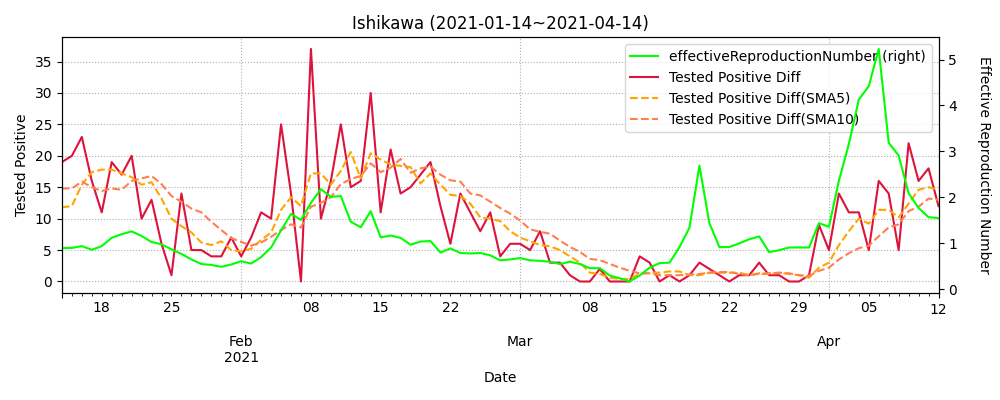 Ishikawa (2021-01-14~2021-04-14)
effectiveReproductionNumber (right)
Tested Positive Diff
Tested Positive Diff(SMA5)
Tested Positive Diff(SMA10)
Tested Positive
35
30
25
20
15
10
5
0
5
4
3
2
1
0
Effective Reproduction Number
18 25 08 15 22 08 15 22 29 05 12
Feb Mar Apr
2021
Date